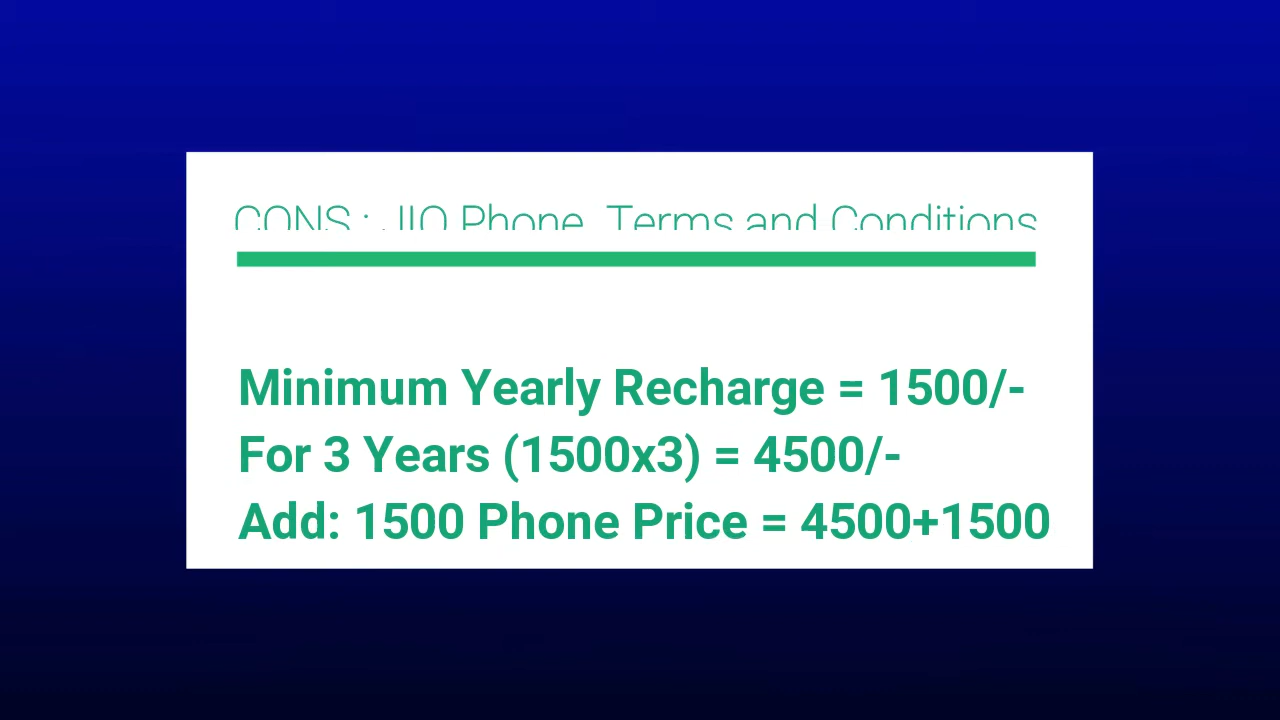 CONS : JIO Phone Terms and Conditions
Minimum Yearly Recharge = 1500/-
For 3 Years (1500x3) = 4500/-
Add: 1500 Phone Price = 4500+1500